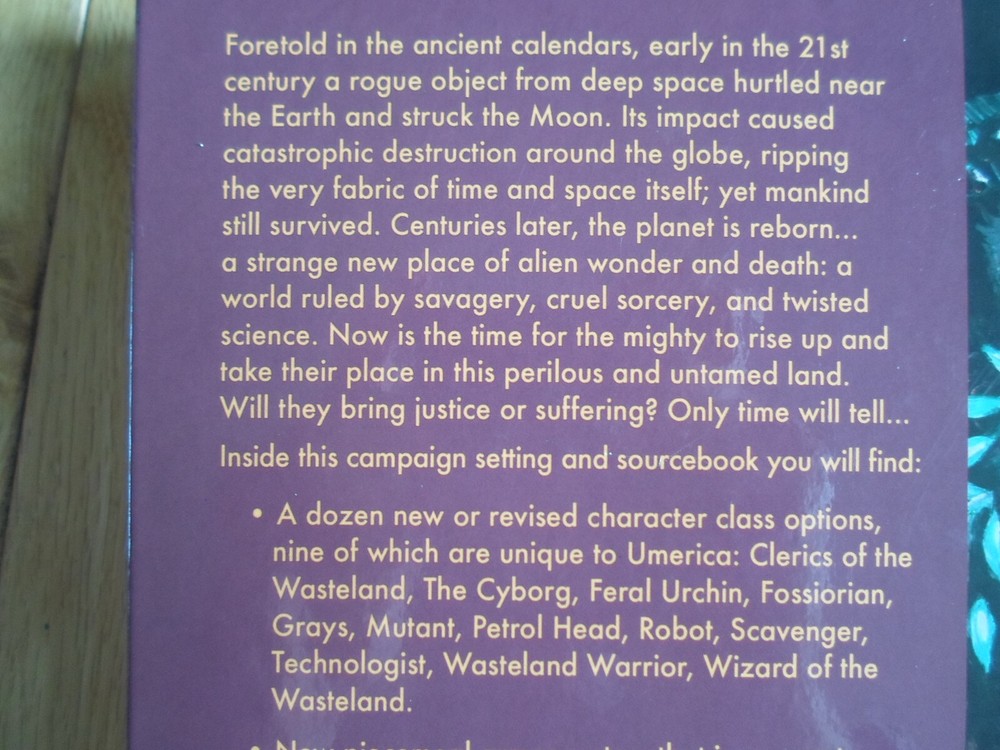 Foretold in the ancient calendars, early in the 21st
century a rogue object from deep space hurtled near
the Earth and struck the Moon. Its impact caused
catastrophic destruction around the globe, ripping
the very fabric of time and space itself; yet mankind
still survived. Centuries later, the planet is reborn...
a strange new place of alien wonder and death: a
world ruled by savagery, cruel sorcery, and twisted
science. Now is the time for the mighty to rise up and
take their place in this perilous and untamed land.
Will they bring justice or suffering? Only time will tell...
Inside this campaign setting and sourcebook you will find:
• A dozen new or revised character class options,
nine of which are unique to Umerica: Clerics of the
Wasteland, The Cyborg, Feral Urchin, Fossiorian,
Grays, Mutant, Petrol Head, Robot, Scavenger,
Technologist, Wasteland Warrior, Wizard of the
Wasteland.